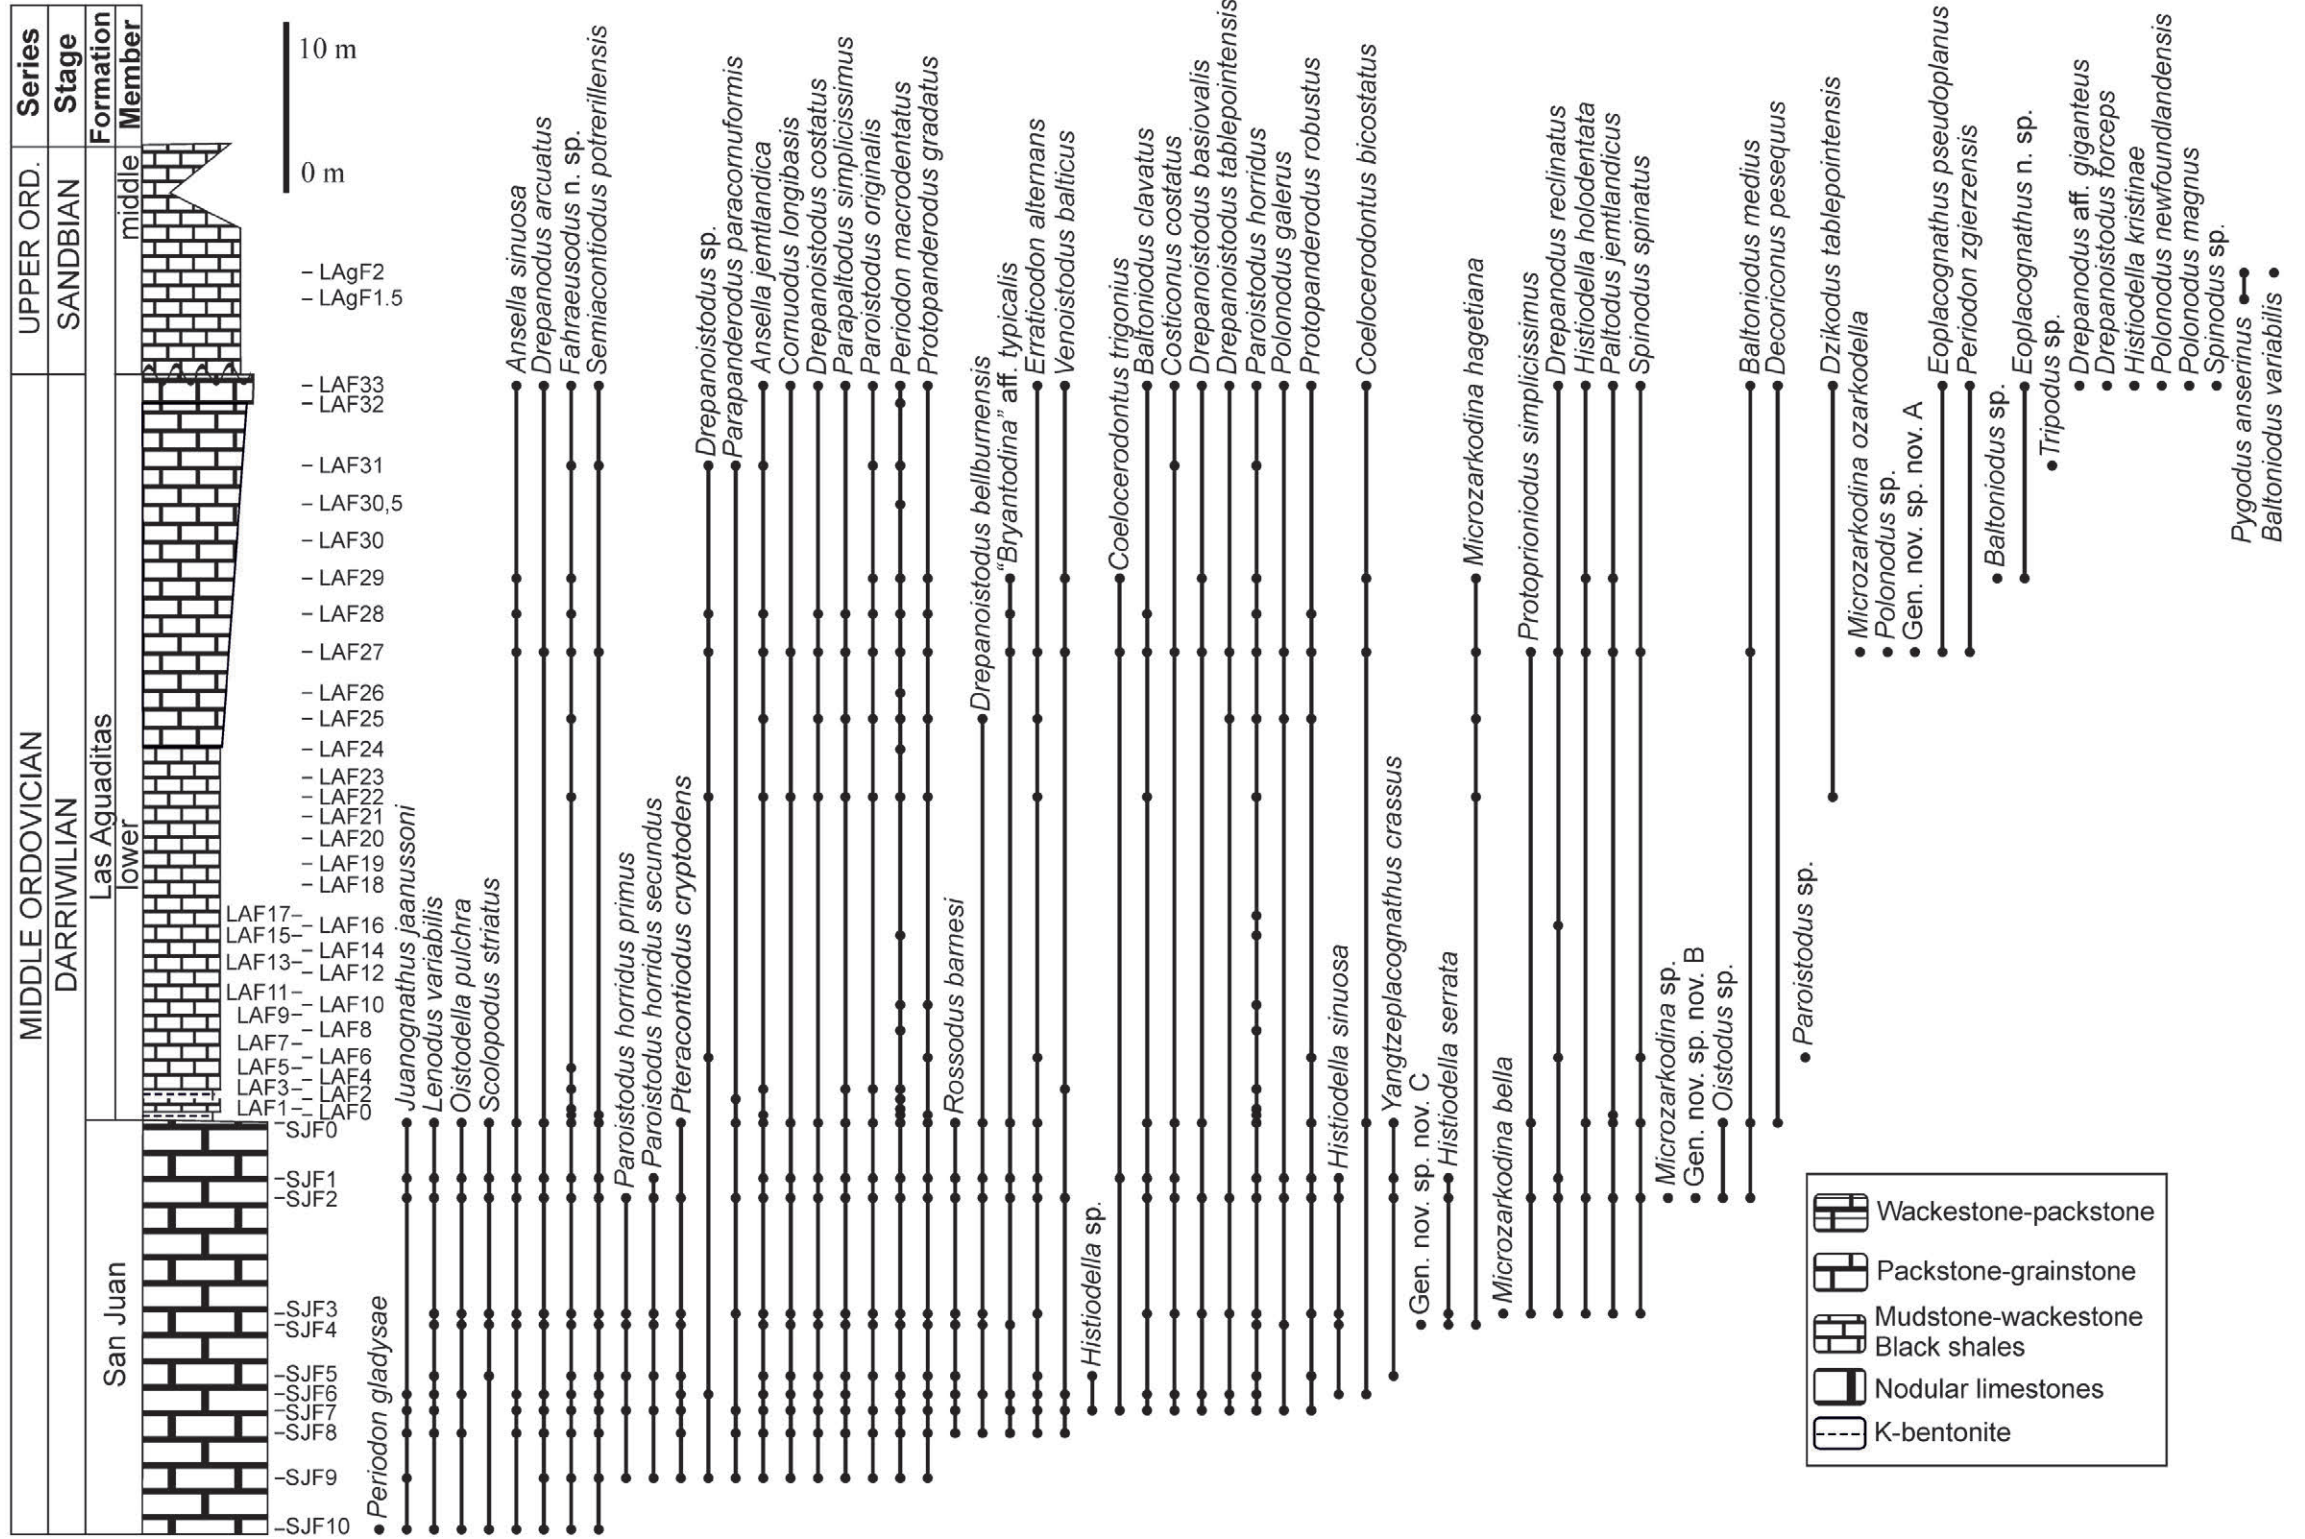 Series
Stage
Formation
Member
10 m
0 m
UPPER ORD.
SANDBIAN
middle
MIDDLE ORDOVICIAN
DARRIWILIAN
Las Aguaditas
lower
San Juan
LAgF2
LAgF1.5
LAF33
LAF32
LAF31
LAF30,5
LAF30
LAF29
LAF28
LAF27
LAF26
LAF25
LAF24
LAF23
LAF22
LAF21
LAF20
LAF19
LAF18
LAF17
LAF16
LAF15
LAF14
LAF13
LAF12
LAF11
LAF10
LAF9
LAF8
LAF7
LAF6
LAF5
LAF4
LAF3
LAF2
LAF1
LAF0
SJF0
SJF1
SJF2
SJF3
SJF4
SJF5
SJF6
SJF7
SJF8
SJF9
SJF10
Periodon gladysae
Juanognathus jaanussoni
Lenodus variabilis
Oistodella pulchra
Scolopodus striatus
Ansella sinuosa
Drepanodus arcuatus
Fahraeusodus n. sp.
Semiacontiodus potrerillensis
Paroistodus horridus primus
Paroistodus horridus secundus
Pteracontiodus cryptodens
Drepanoistodus sp.
Parapanderodus paracornuformis
Ansella jemtlandica
Cornuodus longibasis
Drepanoistodus costatus
Parapaltodus simplicissimus
Paroistodus originalis
Periodon macrodentatus
Protopanderodus gradatus
Rossodus barnesi
Drepanoistodus bellburnensis
“Bryantodina” aff. typicalis
Erraticodon alternans
Venoistodus balticus
Histiodella sp.
Coelocerodontus trigonius
Baltoniodus clavatus
Costiconus costatus
Drepanoistodus basiovalis
Drepanoistodus tablepointensis
Paroistodus horridus
Polonodus galerus
Protopanderodus robustus
Histiodella sinuosa
Coelocerodontus bicostatus
Yangtzeplacognathus crassus
Gen. nov. sp. nov. C
Histiodella serrata
Microzarkodina hagetiana
Microzarkodina bella
Protoprioniodus simplicissimus
Drepanodus reclinatus
Histiodella holodentata
Paltodus jemtlandicus
Spinodus spinatus
Microzarkodina sp.
Gen. nov. sp. nov. B
Oistodus sp.
Baltoniodus medius
Decoriconus pesequus
Paroistodus sp.
Dzikodus tablepointensis
Microzarkodina ozarkodella
Polonodus sp.
Gen. nov. sp. nov. A
Eoplacognathus pseudoplanus
Periodon zgierzensis
Baltoniodus sp.
Eoplacognathus n. sp.
Tripodus sp.
Drepanodus aff. giganteus
Drepanoistodus forceps
Histiodella kristinae
Polonodus newfoundlandensis
Polonodus magnus
Spinodus sp.
Pygodus anserinus
Baltoniodus variabilis
Wackestone-packstone
Packstone-grainstone
Mudstone-wackestone
Black shales
Nodular limestones
K-bentonite